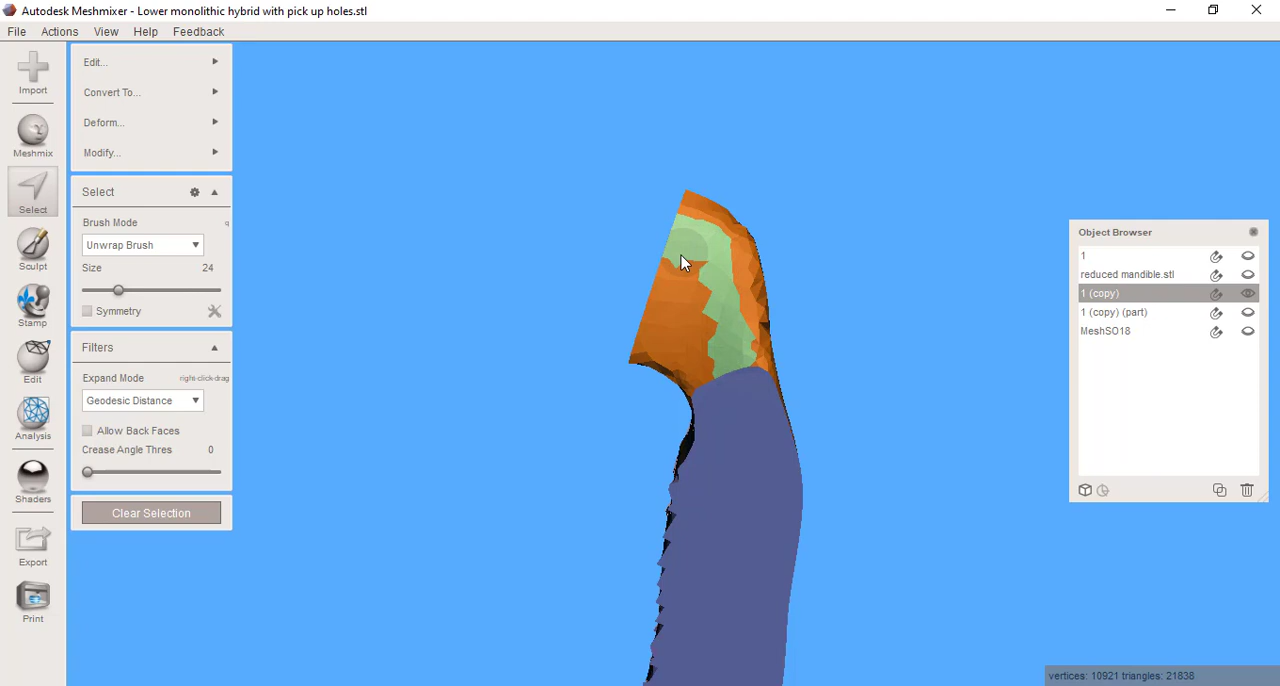 Autodesk Meshmixer - Lower monolithic hybrid with pick up holes.stl
File Actions View Help Feedback
Import
Meshmix
Select
Sculpt
Stamp
Edit
Analysis
Shaders
Export
Print
Edit...
Convert To...
Deform...
Modify...
Select
Brush Mode q
Unwrap Brush
Size 24
Symmetry
Filters
Expand Mode right-click-drag
Geodesic Distance
Allow Back Faces
Crease Angle Thres 0
Clear Selection
Object Browser
1
reduced mandible.stl
1 (copy)
1 (copy) (part)
MeshSO18
vertices: 10921 triangles: 21838